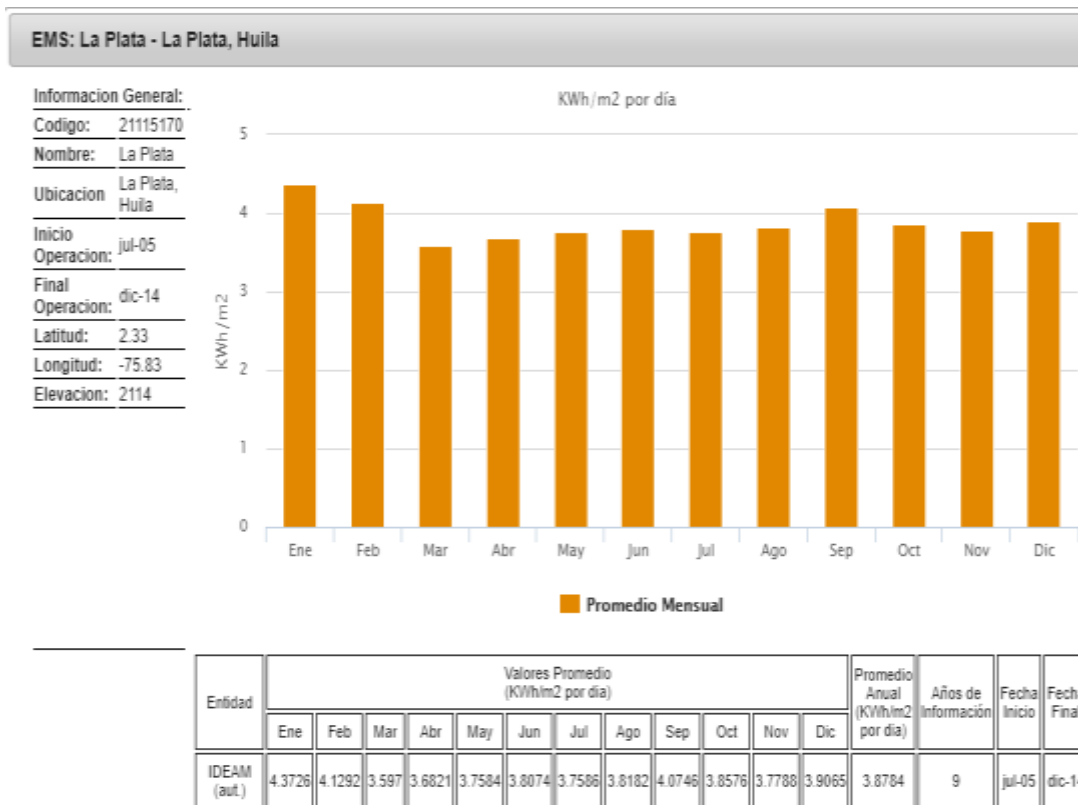 EMS: La Plata - La Plata, Huila
Informacion General:
Codigo: 21115170
Nombre: La Plata
Ubicacion La Plata,
Huila
Inicio
Operacion: jul-05
Final
Operacion: dic-14
Latitud: 2.33
Longitud: -75.83
Elevacion: 2114
KWh/m2 por día
KWh/m2
5
4
3
2
1
0
Ene Feb Mar Abr May Jun Jul Ago Sep Oct Nov Dic
Promedio Mensual
Entidad
Valores Promedio
(KWh/m2 por dia)
Promedio
Anual
(KWh/m2
por dia)
Años de
Información
Fecha
Inicio
Fech
Final
Ene Feb Mar Abr May Jun Jul Ago Sep Oct Nov Dic
IDEAM
(aut.)
4.3726 4.1292 3.597 3.6821 3.7584 3.8074 3.7586 3.8182 4.0746 3.8576 3.7788 3.9065 3.8784 9 jul-05 dic-14